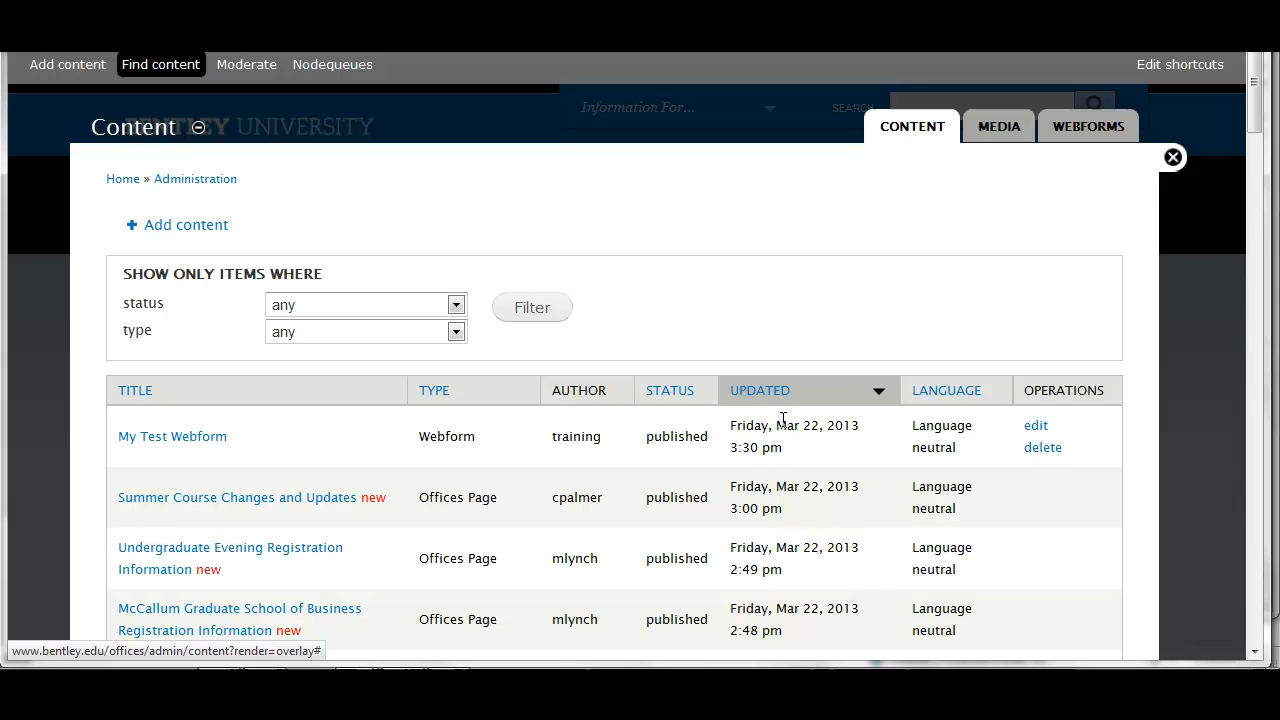 Add content Find content Moderate Nodequeues Edit shortcuts
Information For... SEARCH
Content BENTLEY UNIVERSITY CONTENT MEDIA WEBFORMS
Home » Administration
+ Add content
SHOW ONLY ITEMS WHERE
status any Filter
type any
TITLE TYPE AUTHOR STATUS UPDATED LANGUAGE OPERATIONS
My Test Webform Webform training published Friday, Mar 22, 2013 Language edit
3:30 pm neutral delete
Summer Course Changes and Updates new Offices Page cpalmer published Friday, Mar 22, 2013 Language
3:00 pm neutral
Undergraduate Evening Registration Offices Page mlynch published Friday, Mar 22, 2013 Language
Information new 2:49 pm neutral
McCallum Graduate School of Business Offices Page mlynch published Friday, Mar 22, 2013 Language
Registration Information new 2:48 pm neutral
www.bentley.edu/offices/admin/content?render=overlay#